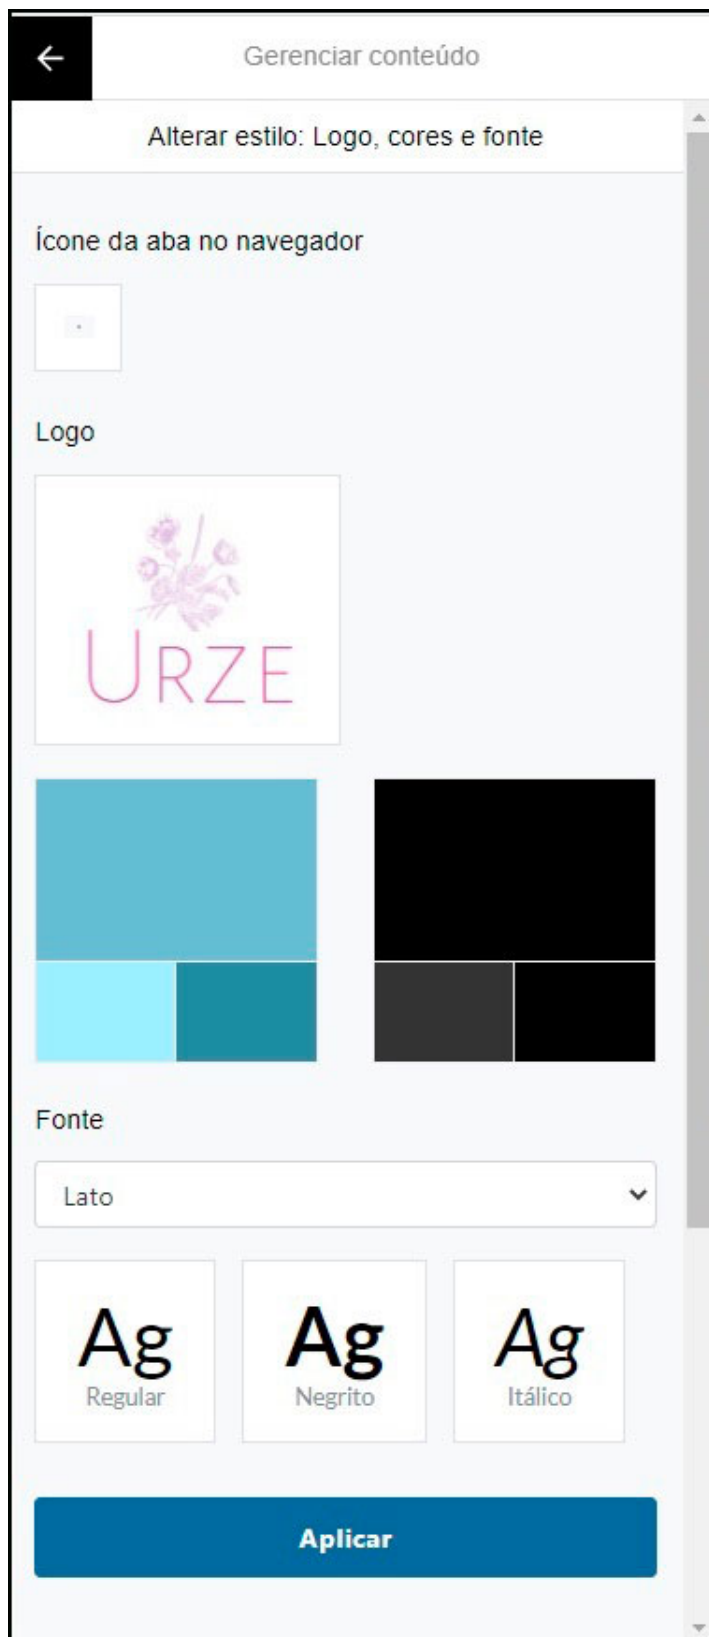 Gerenciar conteúdo
Alterar estilo: Logo, cores e fonte
Ícone da aba no navegador
Logo
URZE
Fonte
Lato
Ag Ag Ag
Regular Negrito Itálico
Aplicar